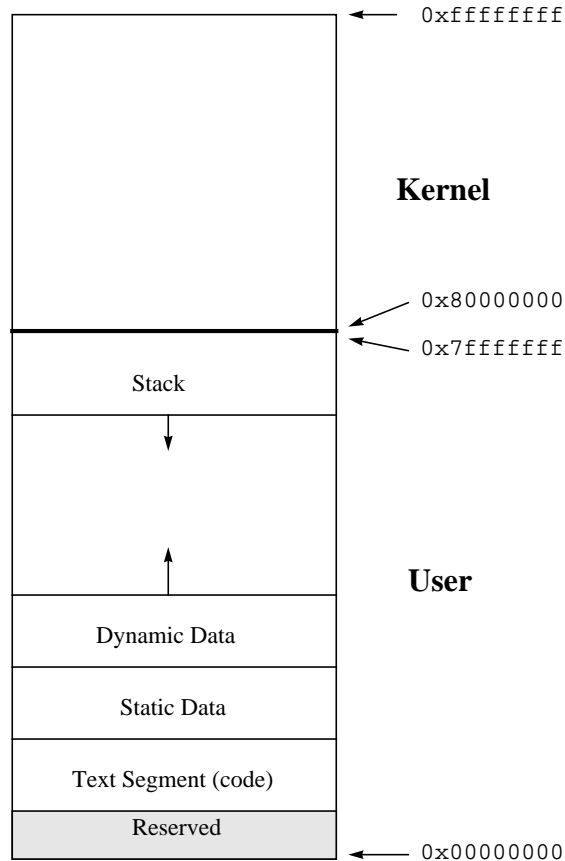 0xffffffff
Kernel
0x80000000
0x7fffffff
Stack
User
Dynamic Data
Static Data
Text Segment (code)
Reserved
0x00000000